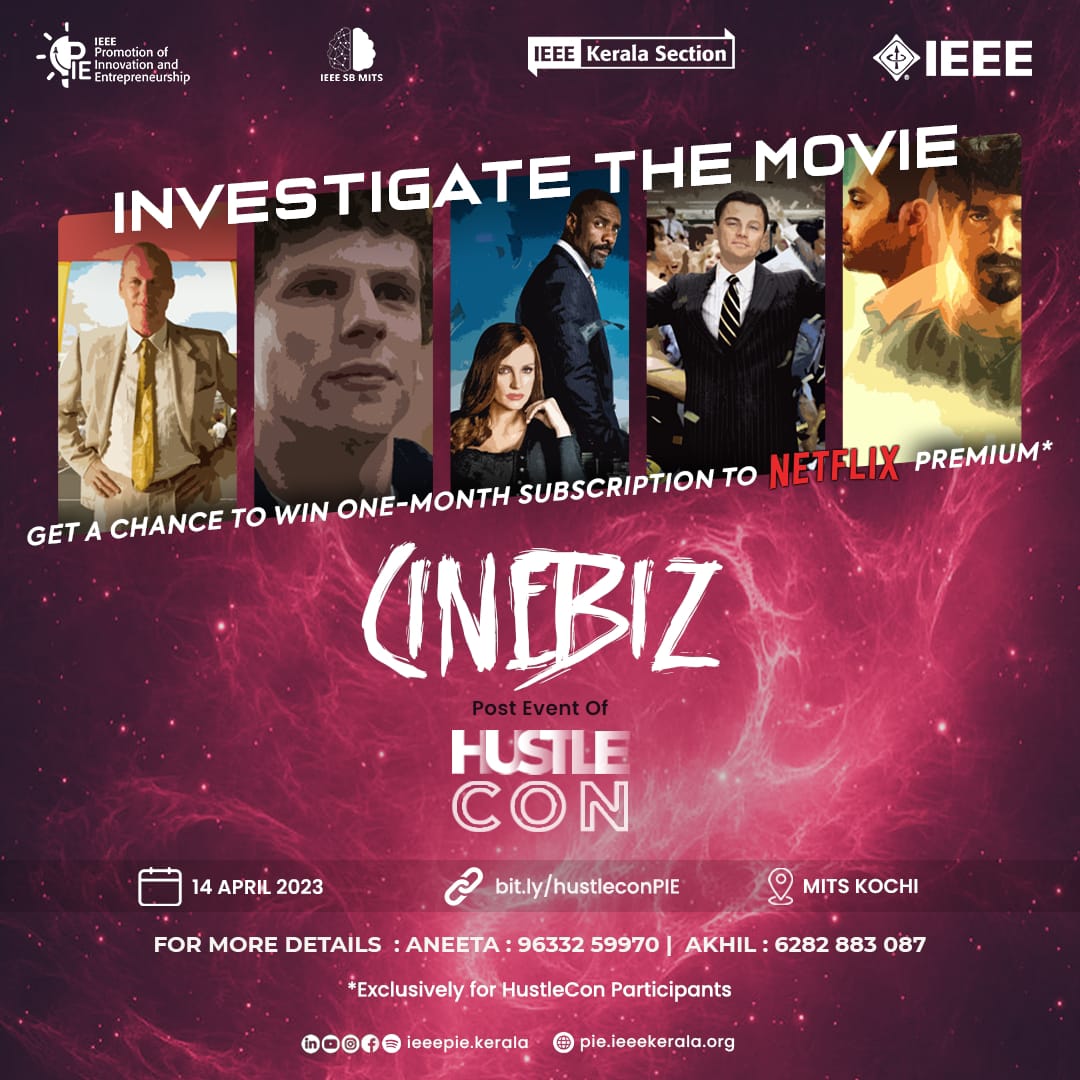 IEEE
Promotion of
Innovation and
Entrepreneurship
PIE
IEEE SB MITS
IEEE Kerala Section
IEEE
INVESTIGATE THE MOVIE
GET A CHANCE TO WIN ONE-MONTH SUBSCRIPTION TO NETFLIX PREMIUM*
CINEBIZ
Post Event Of
HUSTLE
CON
14 APRIL 2023
bit.ly/hustleconPIE
MITS KOCHI
FOR MORE DETAILS : ANEETA : 96332 59970 | AKHIL : 6282 883 087
*Exclusively for HustleCon Participants
ieeepie.kerala
pie.ieeekerala.org